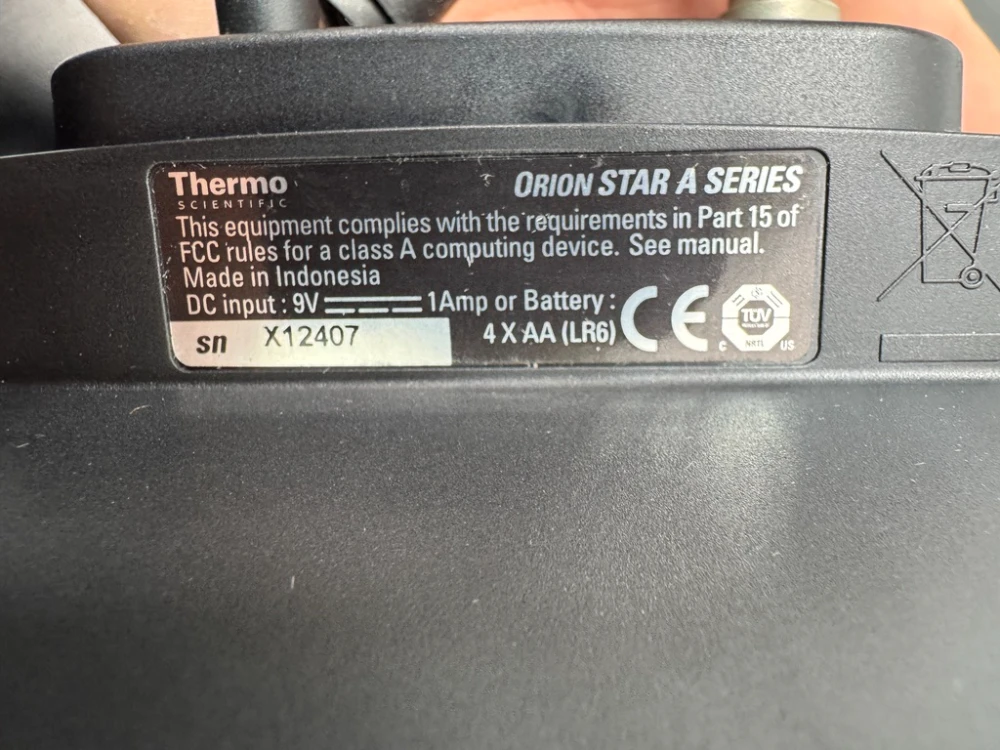 Thermo
SCIENTIFIC
ORION STAR A SERIES
This equipment complies with the requirements in Part 15 of
FCC rules for a class A computing device. See manual.
Made in Indonesia
DC input : 9V 1Amp or Battery :
4 X AA (LR6)
sn X12407
CE
TÜV
NRTL
C US